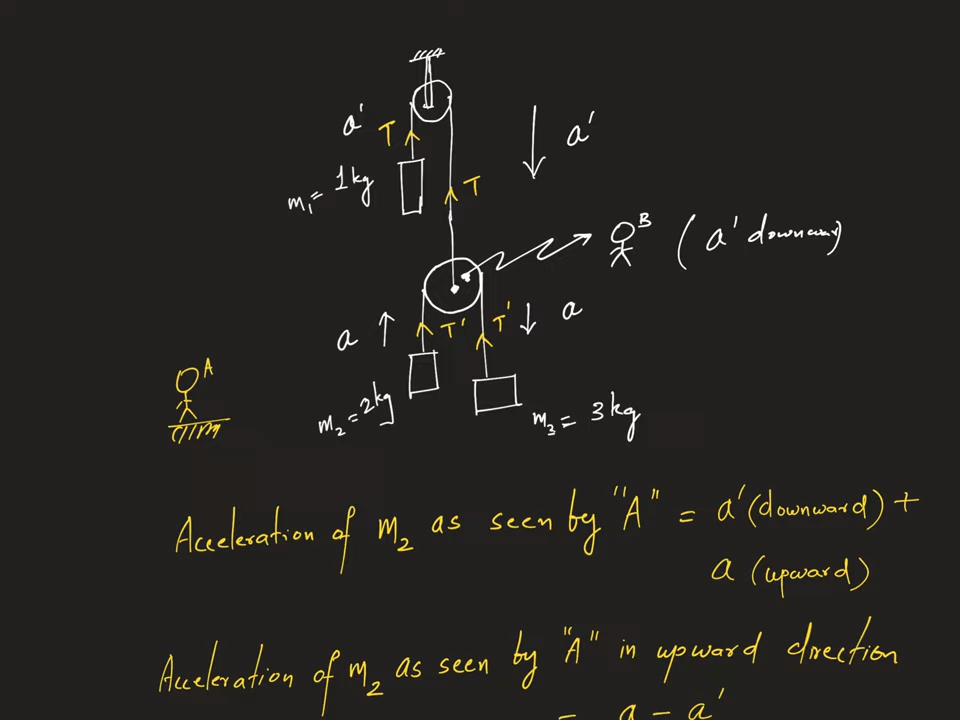 a' T a'
m₁ = 1kg
T
B
(a' downwar)
a T' T' a
A
m₂ = 2kg
m₃ = 3kg
Acceleration of m₂ as seen by "A" = a' (downward) +
a (upward)
Acceleration of m₂ as seen by "A" in upward direction
= a - a'